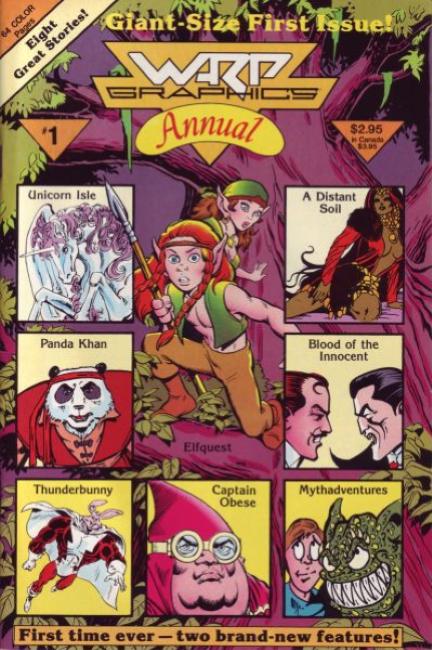 64 COLOR
Pages
Eight
Great Stories!
Giant-Size First Issue!
WARP
GRAPHICS
Annual
#1
$2.95
in Canada
$3.95
Unicorn Isle
A Distant
Soil
Panda Khan
Blood of the
Innocent
Elfquest
Thunderbunny
Captain
Obese
Mythadventures
First time ever — two brand-new features!